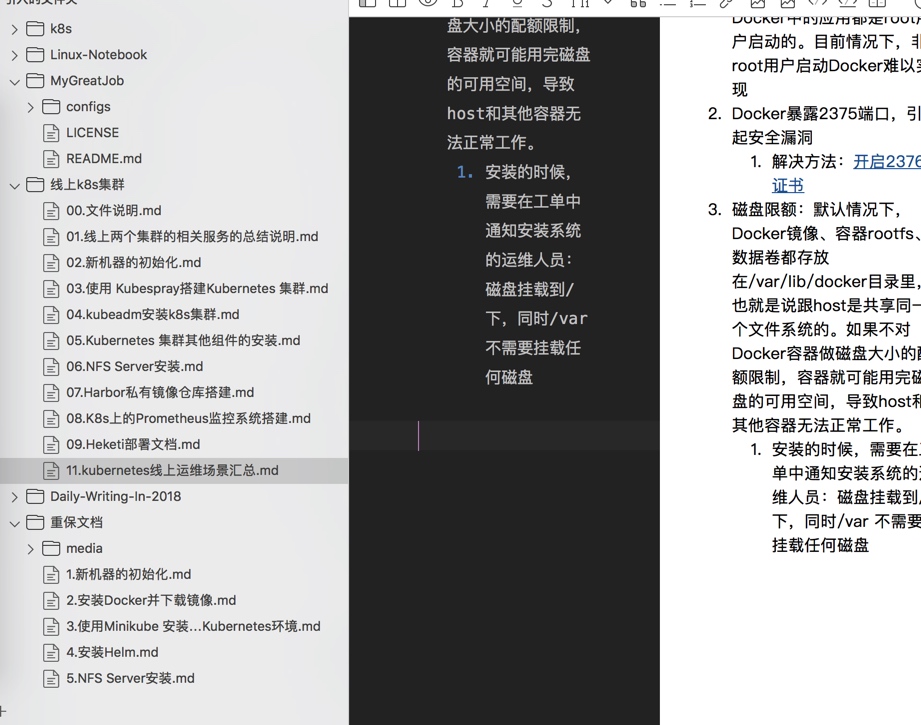 引入的文件夹
k8s
Linux-Notebook
MyGreatJob
configs
LICENSE
README.md
线上k8s集群
00.文件说明.md
01.线上两个集群的相关服务的总结说明.md
02.新机器的初始化.md
03.使用 Kubespray搭建Kubernetes 集群.md
04.kubeadm安装k8s集群.md
05.Kubernetes 集群其他组件的安装.md
06.NFS Server安装.md
07.Harbor私有镜像仓库搭建.md
08.K8s上的Prometheus监控系统搭建.md
09.Heketi部署文档.md
11.kubernetes线上运维场景汇总.md
Daily-Writing-In-2018
重保文档
media
1.新机器的初始化.md
2.安装Docker并下载镜像.md
3.使用Minikube 安装...Kubernetes环境.md
4.安装Helm.md
5.NFS Server安装.md
盘大小的配额限制，
容器就可能用完磁盘
的可用空间，导致
host和其他容器无
法正常工作。
1. 安装的时候，
需要在工单中
通知安装系统
的运维人员：
磁盘挂载到/
下，同时/var
不需要挂载任
何磁盘
Docker中的应用都是root用
户启动的。目前情况下，非
root用户启动Docker难以实
现
2. Docker暴露2375端口，引
起安全漏洞
1. 解决方法：开启2376
证书
3. 磁盘限额：默认情况下，
Docker镜像、容器rootfs、
数据卷都存放
在/var/lib/docker目录里，
也就是说跟host是共享同一
个文件系统的。如果不对
Docker容器做磁盘大小的配
额限制，容器就可能用完磁
盘的可用空间，导致host和
其他容器无法正常工作。
1. 安装的时候，需要在工
单中通知安装系统的运
维人员：磁盘挂载到/
下，同时/var 不需要
挂载任何磁盘